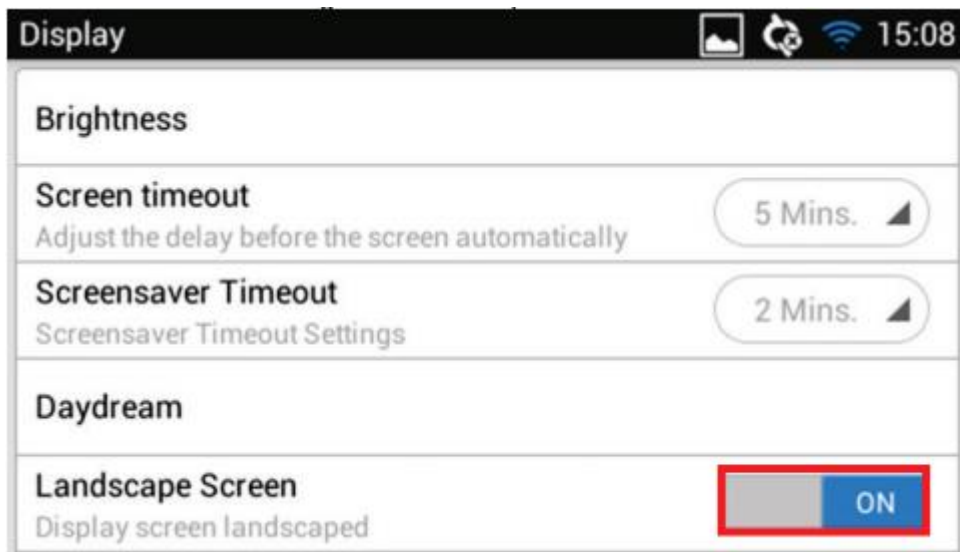 Display
15:08
Brightness
Screen timeout
5 Mins.
Adjust the delay before the screen automatically
Screensaver Timeout
2 Mins.
Screensaver Timeout Settings
Daydream
Landscape Screen
ON
Display screen landscaped